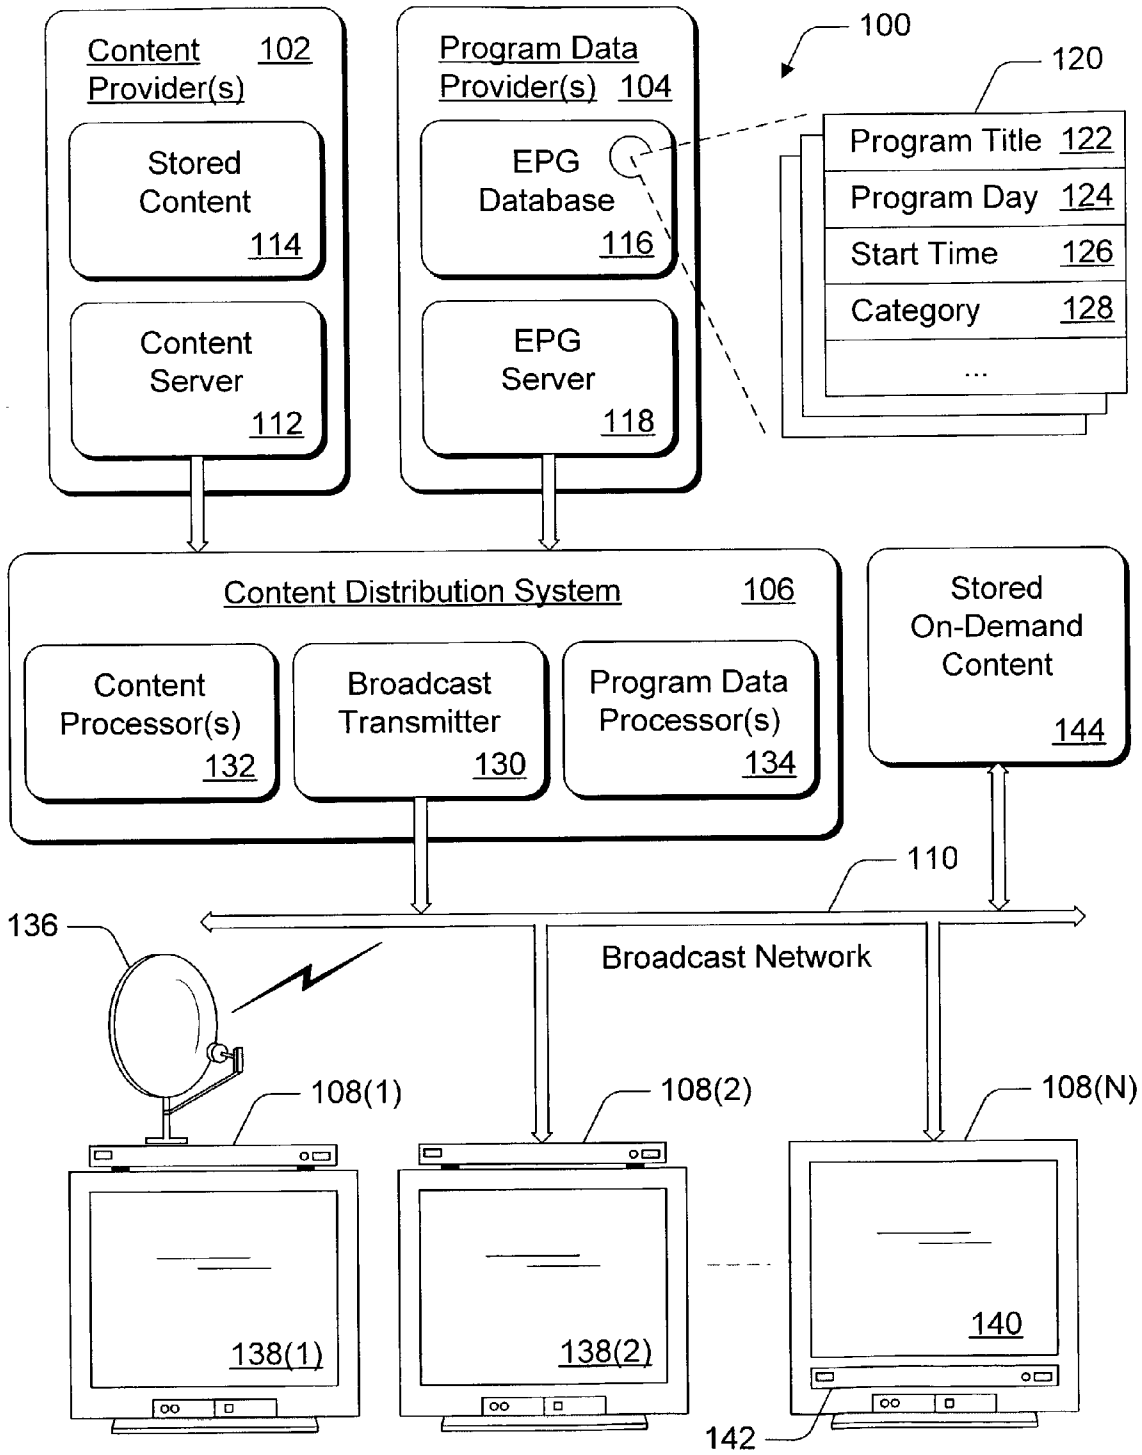 100
Content 102
Provider(s)
Stored
Content
114
Content
Server
112
Program Data
Provider(s) 104
EPG
Database
116
EPG
Server
118
120
Program Title 122
Program Day 124
Start Time 126
Category 128
...
Content Distribution System 106
Content
Processor(s)
132
Broadcast
Transmitter
130
Program Data
Processor(s)
134
Stored
On-Demand
Content
144
110
Broadcast Network
136
108(1)
108(2)
108(N)
138(1)
138(2)
140
142